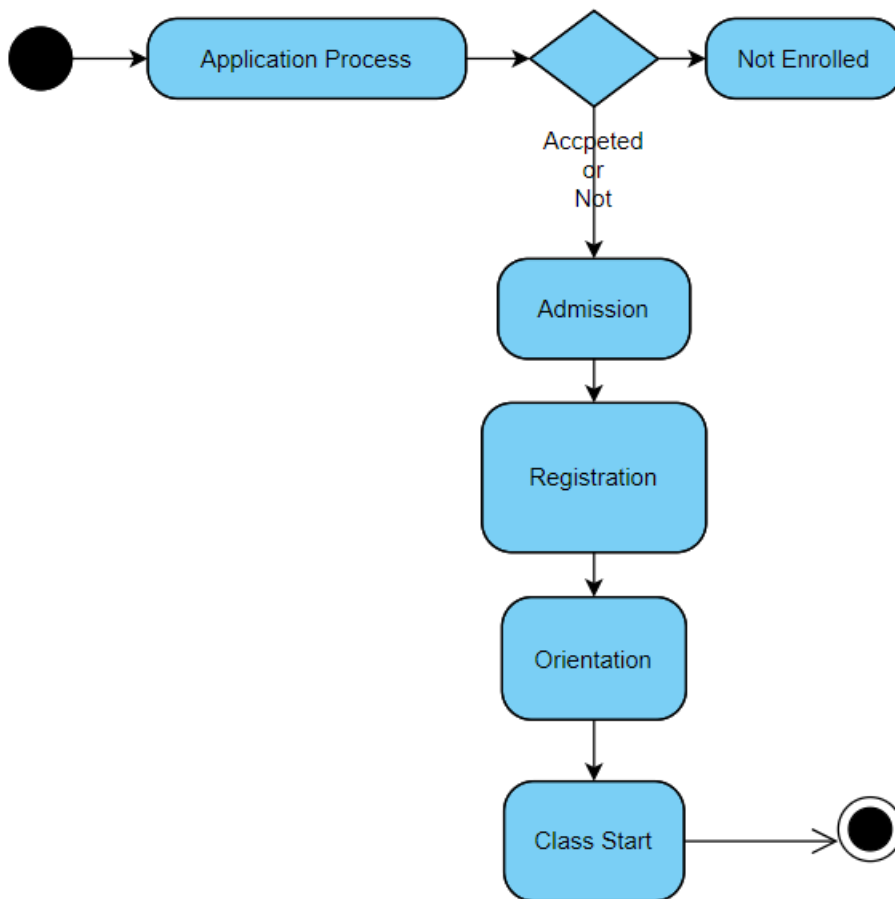 Application Process
Not Enrolled
Accpeted
or
Not
Admission
Registration
Orientation
Class Start